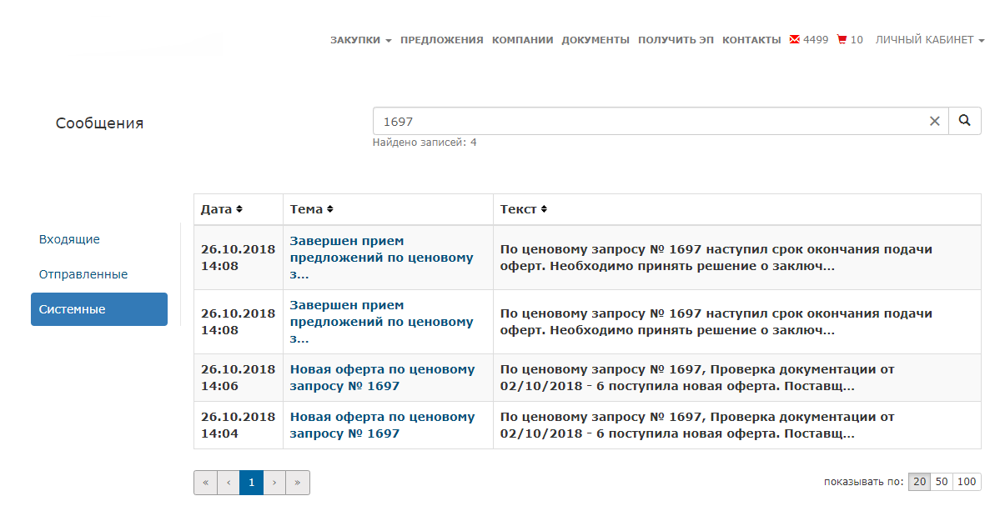 ЗАКУПКИ ПРЕДЛОЖЕНИЯ КОМПАНИИ ДОКУМЕНТЫ ПОЛУЧИТЬ ЭП КОНТАКТЫ 4499 10 ЛИЧНЫЙ КАБИНЕТ
Сообщения
1697
Найдено записей: 4
Входящие
Отправленные
Системные
Дата Тема Текст
26.10.2018
14:08
Завершен прием
предложений по ценовому
з...
По ценовому запросу № 1697 наступил срок окончания подачи
оферт. Необходимо принять решение о заключ...
26.10.2018
14:08
Завершен прием
предложений по ценовому
з...
По ценовому запросу № 1697 наступил срок окончания подачи
оферт. Необходимо принять решение о заключ...
26.10.2018
14:06
Новая оферта по ценовому
запросу № 1697
По ценовому запросу № 1697, Проверка документации от
02/10/2018 - 6 поступила новая оферта. Поставщ...
26.10.2018
14:04
Новая оферта по ценовому
запросу № 1697
По ценовому запросу № 1697, Проверка документации от
02/10/2018 - 6 поступила новая оферта. Поставщ...
« ‹ 1 › »
показывать по: 20 50 100